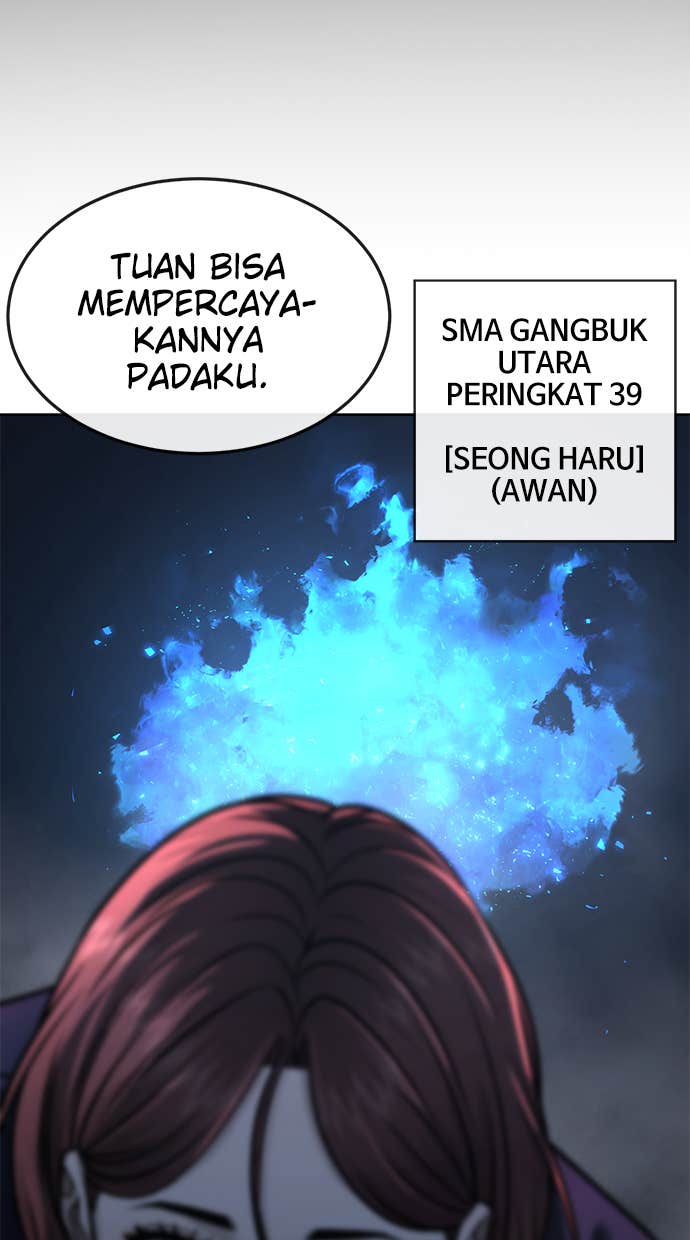 TUAN BISA
MEMPERCAYA-
KANNYA
PADAKU.
SMA GANGBUK
UTARA
PERINGKAT 39
[SEONG HARU]
(AWAN)